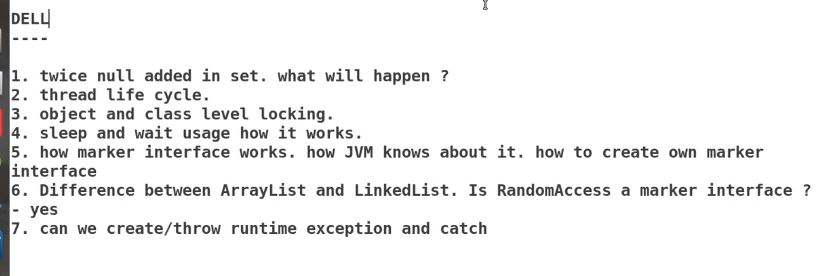 DELL
----
1. twice null added in set. what will happen ?
2. thread life cycle.
3. object and class level locking.
4. sleep and wait usage how it works.
5. how marker interface works. how JVM knows about it. how to create own marker
interface
6. Difference between ArrayList and LinkedList. Is RandomAccess a marker interface ?
- yes
7. can we create/throw runtime exception and catch